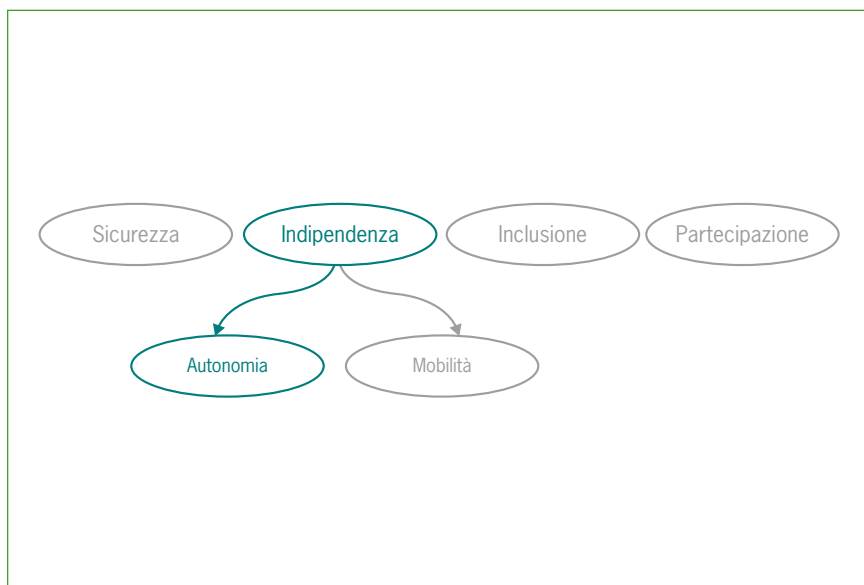 Sicurezza
Indipendenza
Inclusione
Partecipazione
Autonomia
Mobilità